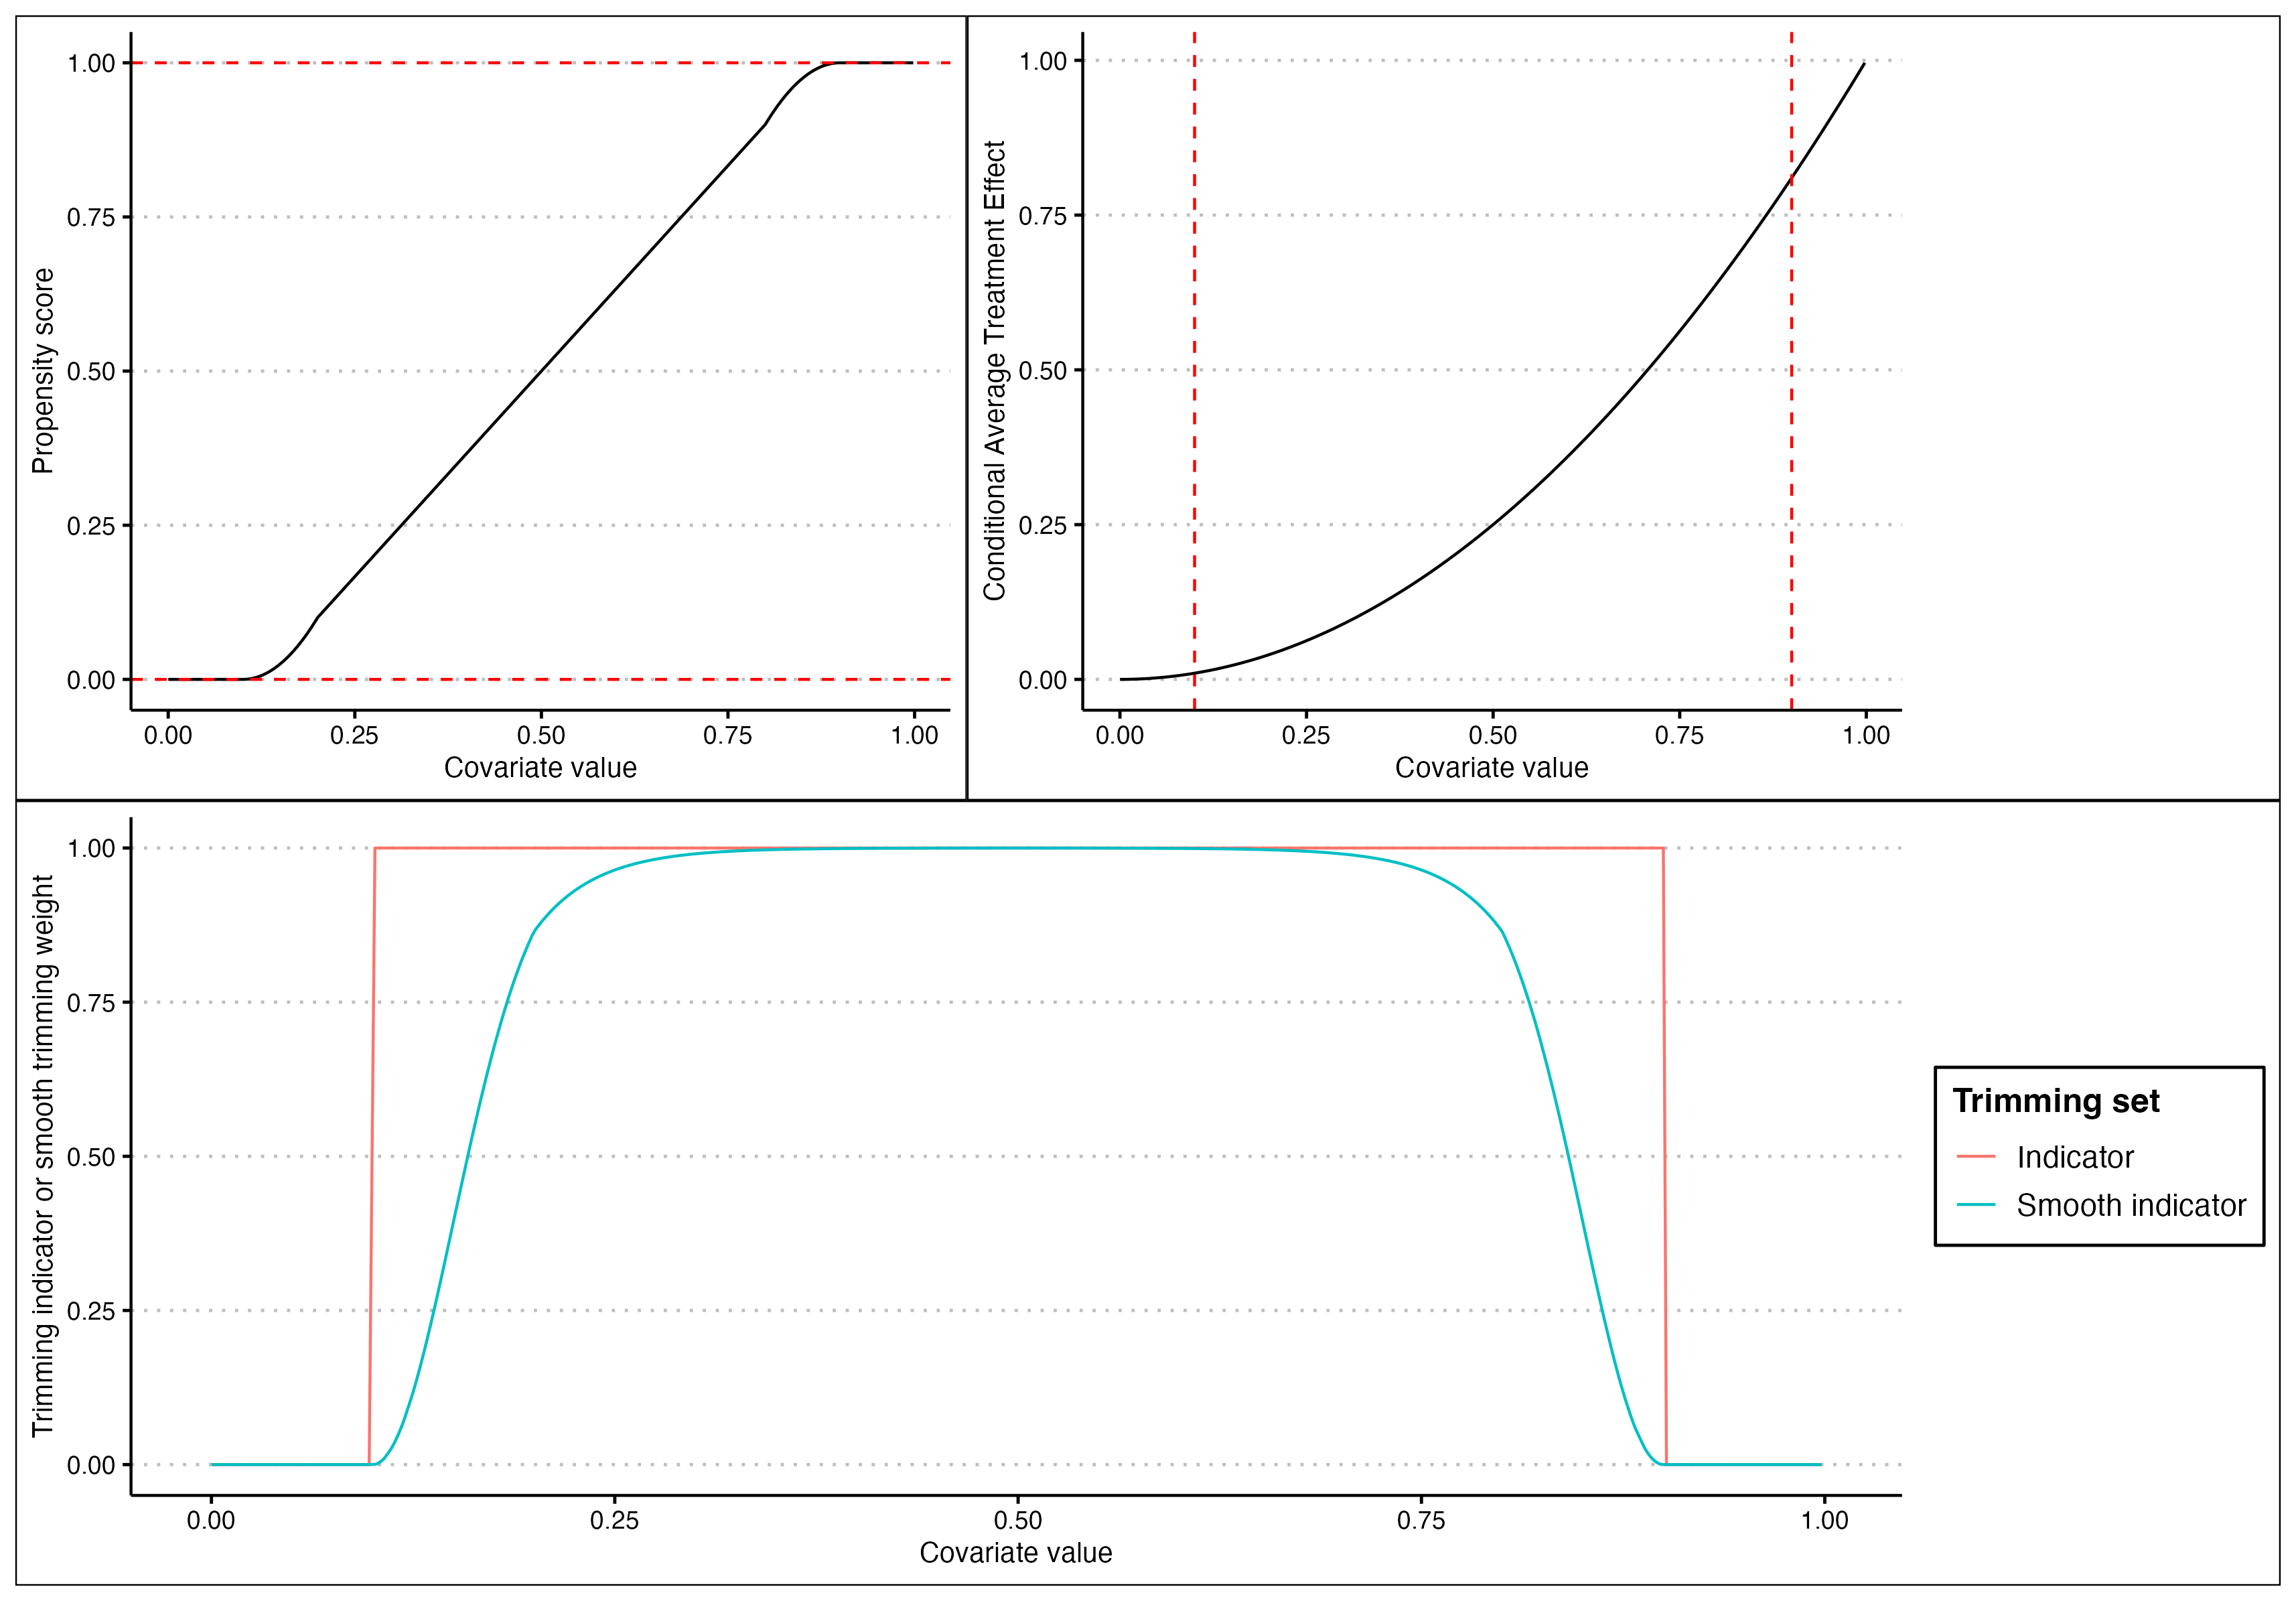 1.00
0.75
0.50
0.25
0.00
Propensity score
0.00 0.25 0.50 0.75 1.00
Covariate value
1.00
0.75
0.50
0.25
0.00
Conditional Average Treatment Effect
0.00 0.25 0.50 0.75 1.00
Covariate value
1.00
0.75
0.50
0.25
0.00
Trimming indicator or smooth trimming weight
0.00 0.25 0.50 0.75 1.00
Covariate value
Trimming set
Indicator
Smooth indicator